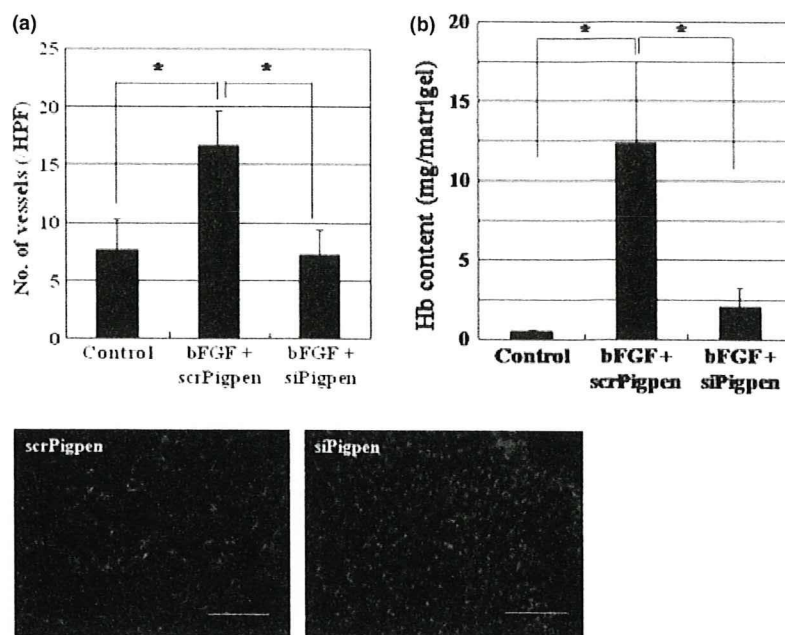 (a)
*
*
25
20
15
10
5
0
No. of vessels (/HPF)
Control
bFGF +
scrPigpen
bFGF +
siPigpen
(b)
*
*
20
15
10
5
0
Hb content (mg/matrigel)
Control
bFGF +
scrPigpen
bFGF +
siPigpen
scrPigpen
siPigpen